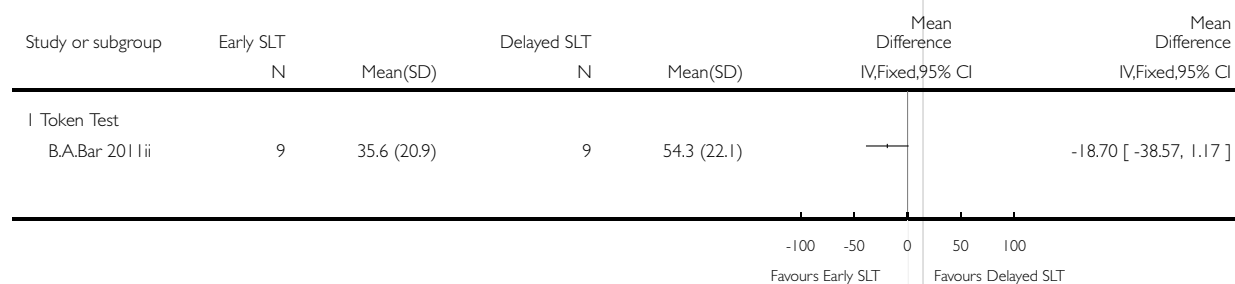 Mean Mean
Study or subgroup Early SLT Delayed SLT Difference Difference
N Mean(SD) N Mean(SD) IV,Fixed,95% CI IV,Fixed,95% CI
1 Token Test
B.A.Bar 2011ii 9 35.6 (20.9) 9 54.3 (22.1) -18.70 [ -38.57, 1.17 ]
-100 -50 0 50 100
Favours Early SLT Favours Delayed SLT